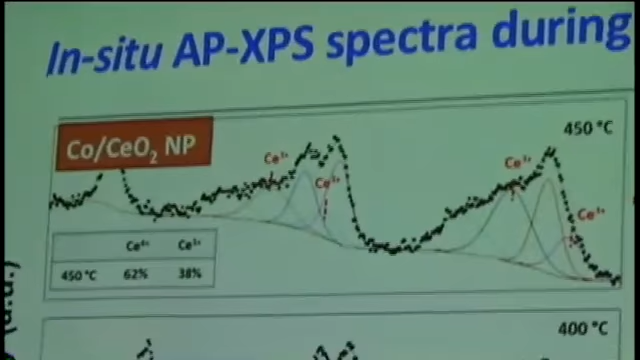 In-situ AP-XPS spectra during
450 °C
Co/CeO₂ NP
Ce³⁺
Ce³⁺
Ce³⁺
Ce³⁺
Ce⁴⁺ Ce³⁺
450 °C 62% 38%
(a.u.)
400 °C